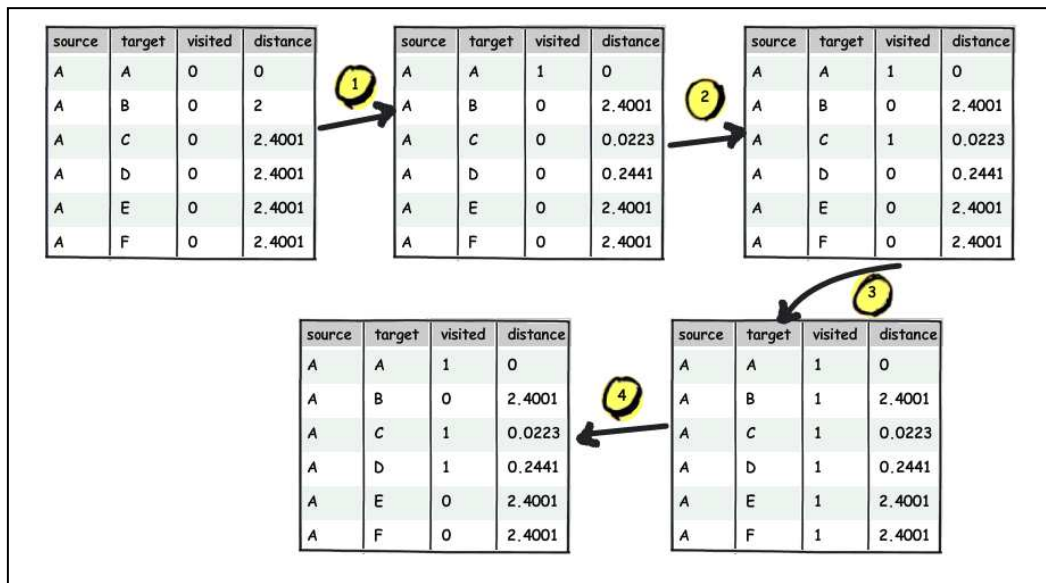 source target visited distance
A A 0 0
A B 0 2
A C 0 2.4001
A D 0 2.4001
A E 0 2.4001
A F 0 2.4001
1
source target visited distance
A A 1 0
A B 0 2.4001
A C 0 0.0223
A D 0 0.2441
A E 0 2.4001
A F 0 2.4001
2
source target visited distance
A A 1 0
A B 0 2.4001
A C 1 0.0223
A D 0 0.2441
A E 0 2.4001
A F 0 2.4001
3
source target visited distance
A A 1 0
A B 1 2.4001
A C 1 0.0223
A D 1 0.2441
A E 1 2.4001
A F 1 2.4001
4
source target visited distance
A A 1 0
A B 0 2.4001
A C 1 0.0223
A D 1 0.2441
A E 0 2.4001
A F 0 2.4001